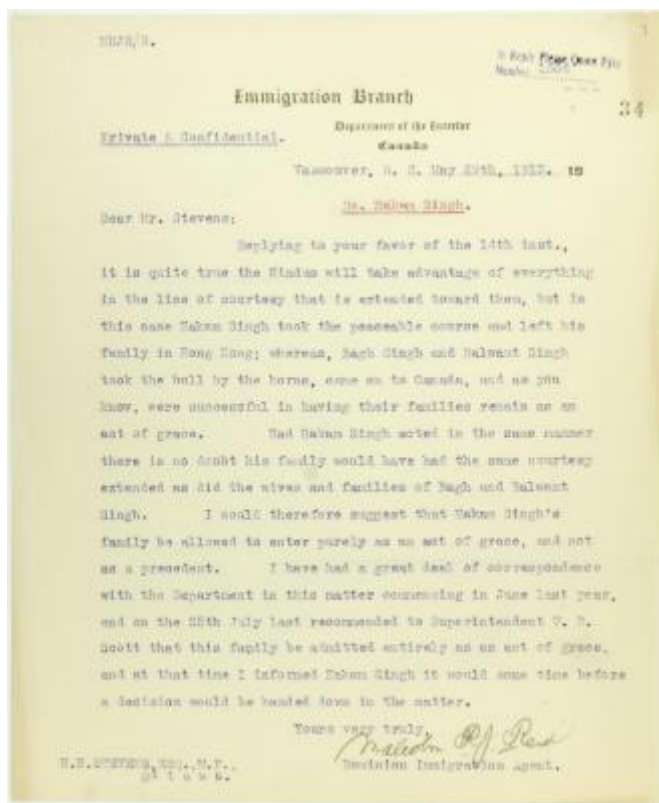 MRJR/R.
In Reply Please Quote File
Number
34
Immigration Branch
Department of the Interior
Canada
Private & Confidential.
Vancouver, B. C. May 1912. 19
Re. Hakam Singh.
Dear Mr. Stevens:
Replying to your favor of the 14th inst.,
it is quite true the Hindus will take advantage of everything
in the line of courtesy that is extended toward them, but in
this case Hakam Singh took the peaceable course and left his
family in Hong Kong; whereas, Bagh Singh and Balwant Singh
took the bull by the horns, came on to Canada, and as you
know, were successful in having their families remain as an
act of grace. Had Hakam Singh acted in the same manner
there is no doubt his family would have had the same courtesy
extended as did the wives and families of Bagh and Balwant
Singh. I would therefore suggest that Hakam Singh's
family be allowed to enter purely as an act of grace, and not
as a precedent. I have had a great deal of correspondence
with the Department in this matter commencing in June last year,
and on the 25th July last recommended to Superintendent W. D.
Scott that this family be admitted entirely as an act of grace,
and at that time I informed Hakam Singh it would some time before
a decision would be handed down in the matter.
Yours very truly,
Malcolm R. J. Reid
Dominion Immigration Agent.
H.H.STEVENS,ESQ.,M.P.,
Ottawa.